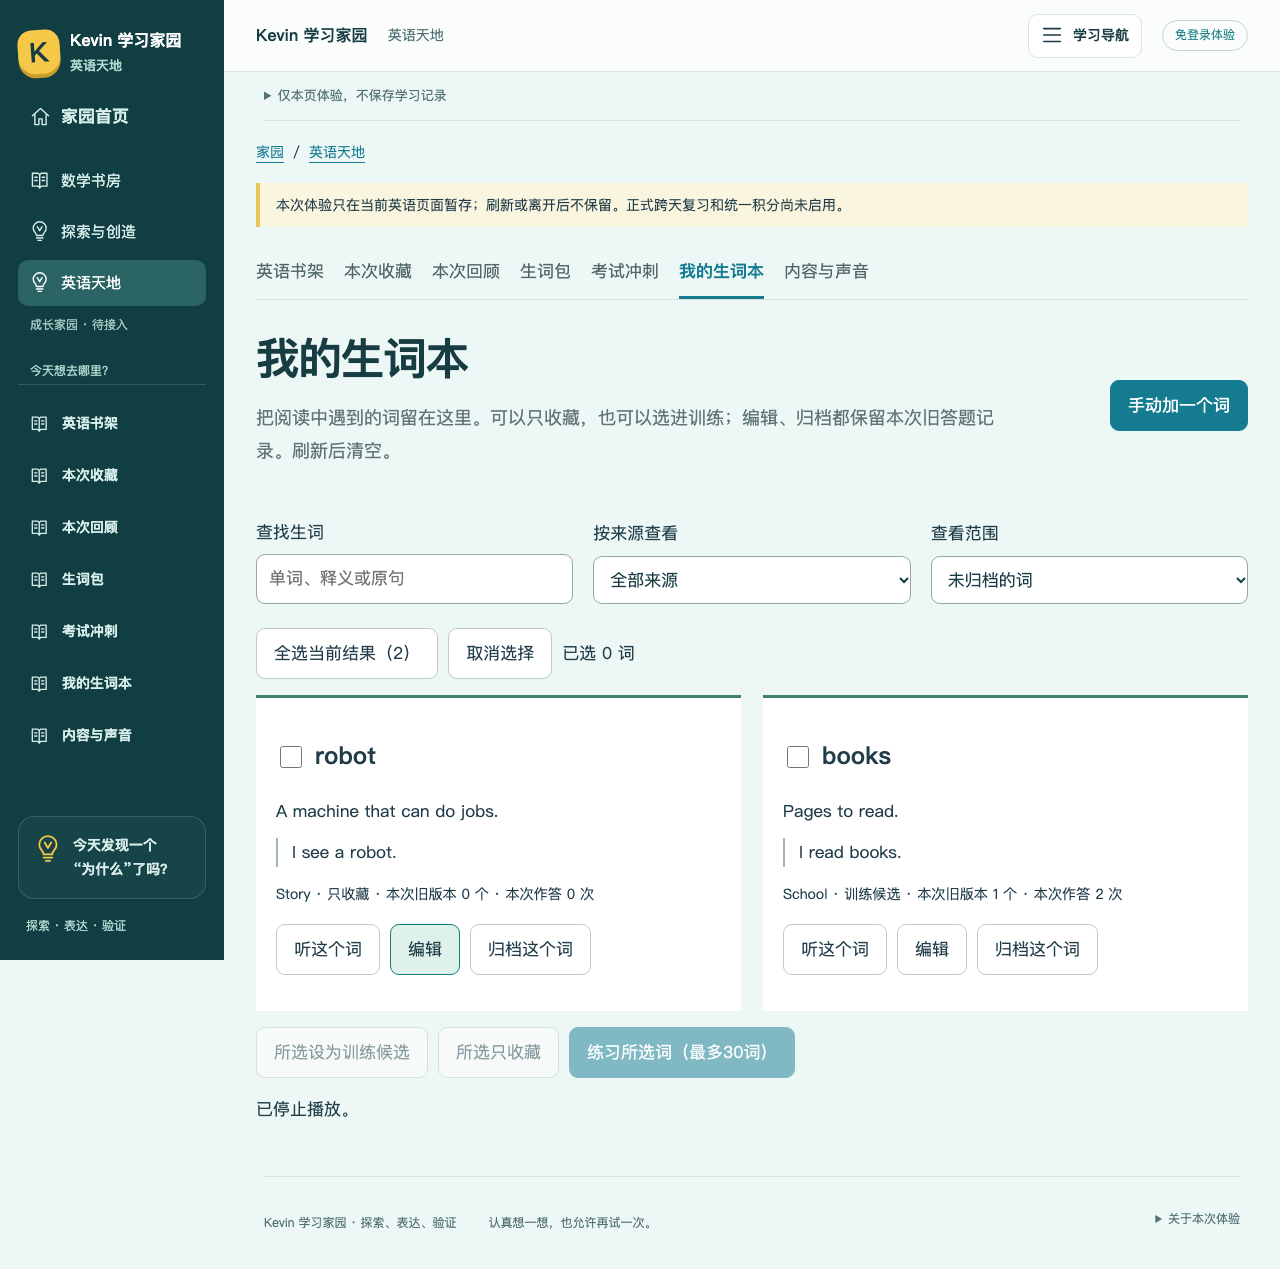 K
Kevin 学习家园
英语天地
家园首页
数学书房
探索与创造
英语天地
成长家园 · 待接入
今天想去哪里？
英语书架
本次收藏
本次回顾
生词包
考试冲刺
我的生词本
内容与声音
今天发现一个
“为什么”了吗？
探索 · 表达 · 验证
Kevin 学习家园 英语天地
学习导航
免登录体验
仅本页体验，不保存学习记录
家园 / 英语天地
本次体验只在当前英语页面暂存；刷新或离开后不保留。正式跨天复习和统一积分尚未启用。
英语书架 本次收藏 本次回顾 生词包 考试冲刺 我的生词本 内容与声音
我的生词本
把阅读中遇到的词留在这里。可以只收藏，也可以选进训练；编辑、归档都保留本次旧答题记
录。刷新后清空。
手动加一个词
查找生词
单词、释义或原句
按来源查看
全部来源
查看范围
未归档的词
全选当前结果（2） 取消选择 已选 0 词
robot
A machine that can do jobs.
I see a robot.
Story · 只收藏 · 本次旧版本 0 个 · 本次作答 0 次
听这个词 编辑 归档这个词
books
Pages to read.
I read books.
School · 训练候选 · 本次旧版本 1 个 · 本次作答 2 次
听这个词 编辑 归档这个词
所选设为训练候选 所选只收藏 练习所选词（最多30词）
已停止播放。
Kevin 学习家园 · 探索、表达、验证 认真想一想，也允许再试一次。
关于本次体验